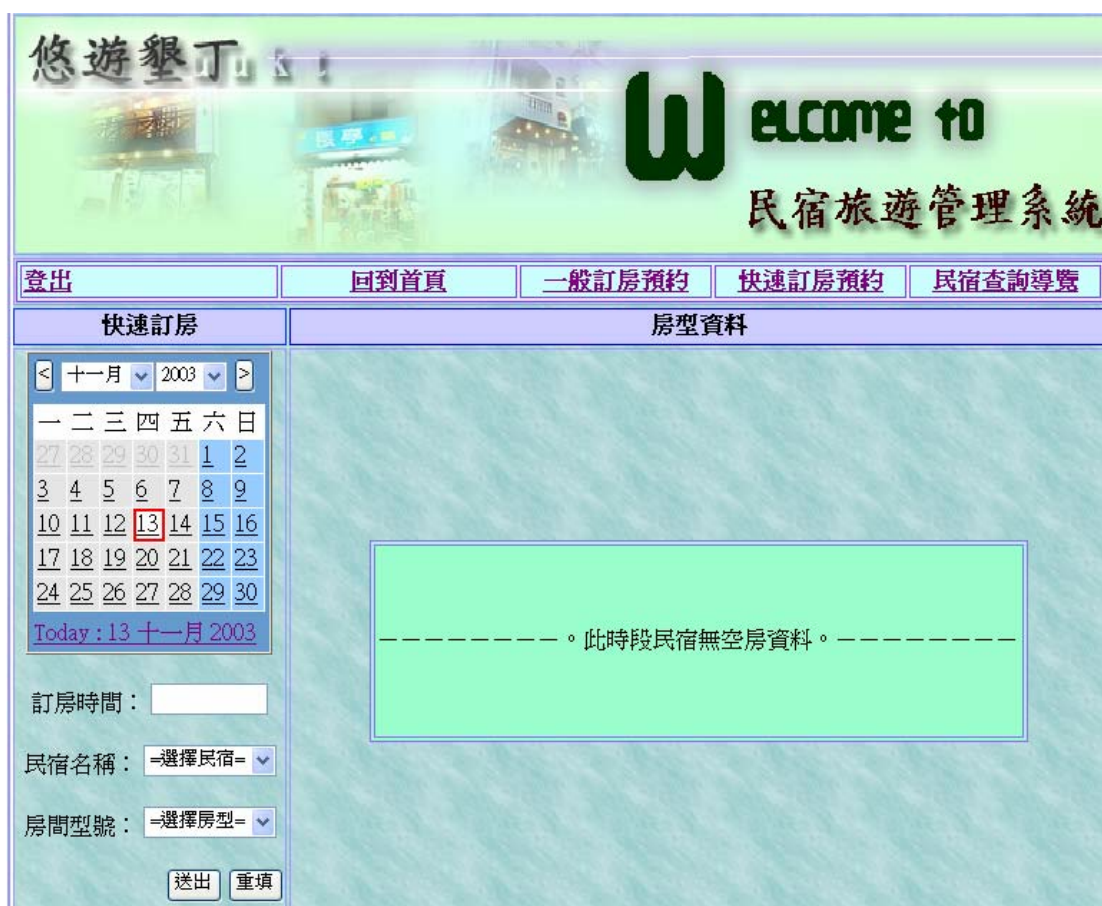 悠遊墾丁
Welcome to
民宿旅遊管理系統
登出 回到首頁 一般訂房預約 快速訂房預約 民宿查詢導覽
快速訂房 房型資料
< 十一月 2003 >
一 二 三 四 五 六 日
27 28 29 30 31 1 2
3 4 5 6 7 8 9
10 11 12 13 14 15 16
17 18 19 20 21 22 23
24 25 26 27 28 29 30
Today : 13 十一月 2003
－－－－－－－－－。此時段民宿無空房資料。－－－－－－－－－
訂房時間：
民宿名稱： =選擇民宿=
房間型號： =選擇房型=
送出 重填